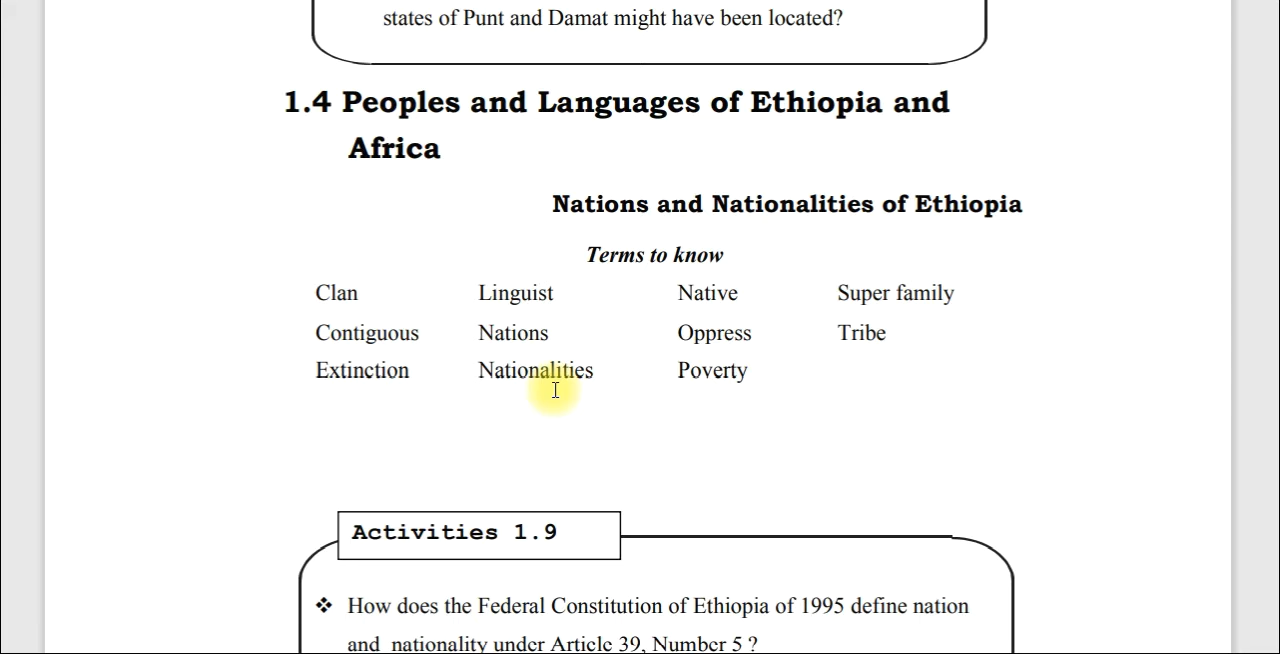 states of Punt and Damat might have been located?
1.4 Peoples and Languages of Ethiopia and
Africa
Nations and Nationalities of Ethiopia
Terms to know
Clan Linguist Native Super family
Contiguous Nations Oppress Tribe
Extinction Nationalities Poverty
Activities 1.9
❖ How does the Federal Constitution of Ethiopia of 1995 define nation
and nationality under Article 39, Number 5 ?